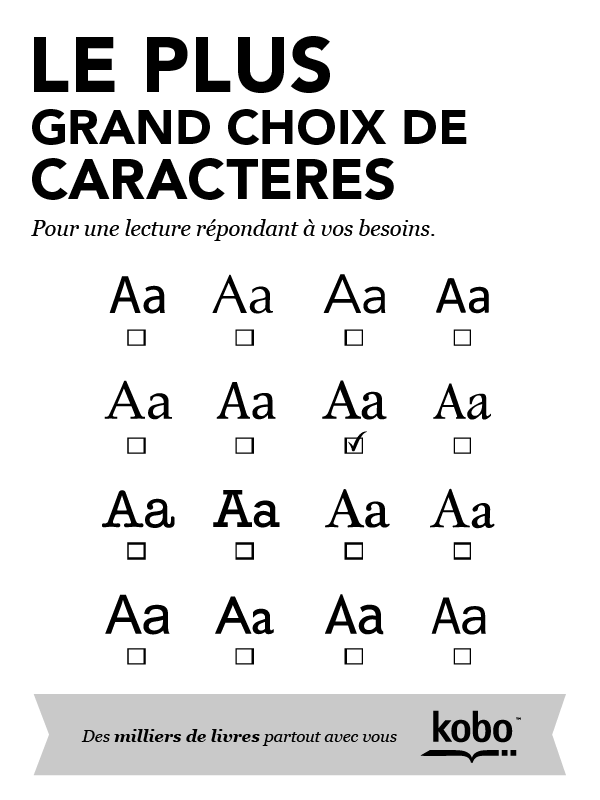 LE PLUS
GRAND CHOIX DE
CARACTERES
Pour une lecture répondant à vos besoins.
Aa Aa Aa Aa
Aa Aa Aa Aa
Aa Aa Aa Aa
Aa Aa Aa Aa
Des milliers de livres partout avec vous
kobo™